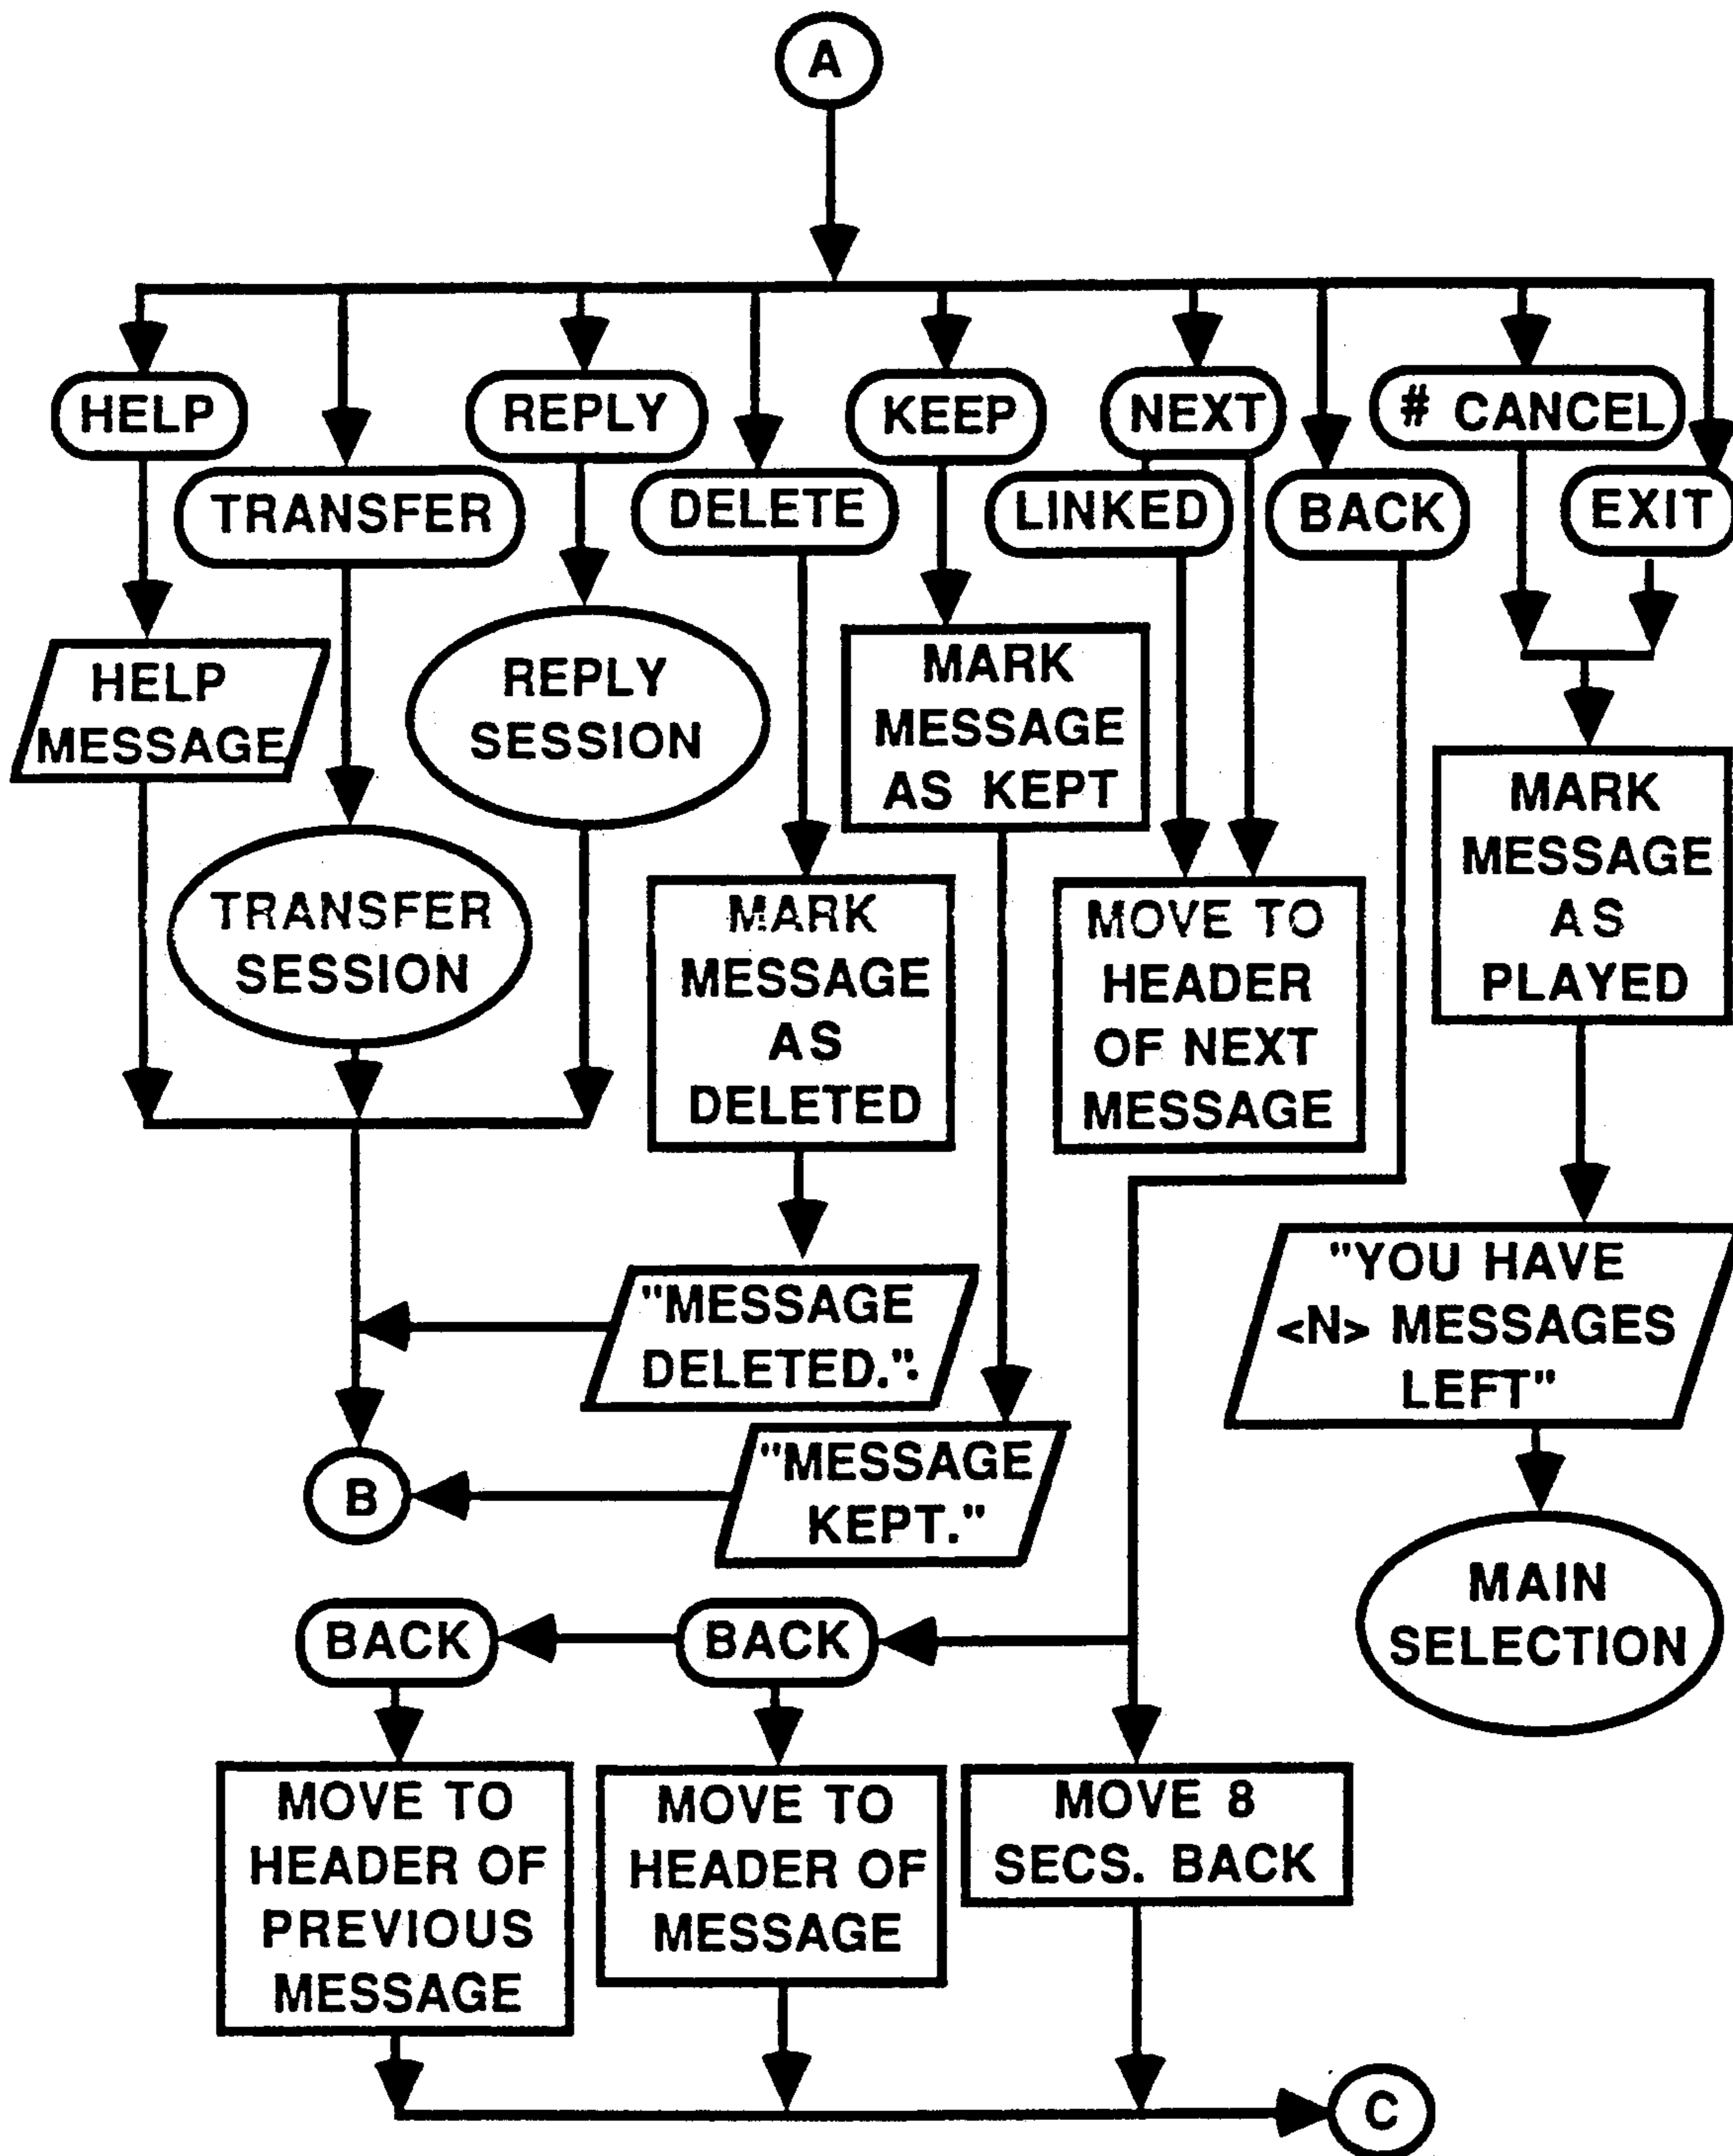 A
HELP
REPLY
KEEP
NEXT
# CANCEL
TRANSFER
DELETE
LINKED
BACK
EXIT
HELP
MESSAGE
REPLY
SESSION
MARK
MESSAGE
AS KEPT
MARK
MESSAGE
AS
PLAYED
TRANSFER
SESSION
MARK
MESSAGE
AS
DELETED
MOVE TO
HEADER
OF NEXT
MESSAGE
"MESSAGE
DELETED."
"YOU HAVE
<N> MESSAGES
LEFT"
B
"MESSAGE
KEPT."
MAIN
SELECTION
BACK
BACK
MOVE TO
HEADER OF
PREVIOUS
MESSAGE
MOVE TO
HEADER OF
MESSAGE
MOVE 8
SECS. BACK
C